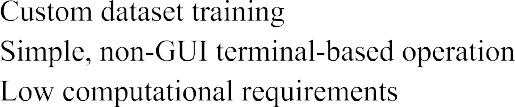 Custom dataset training
Simple, non-GUI terminal-based operation
Low computational requirements